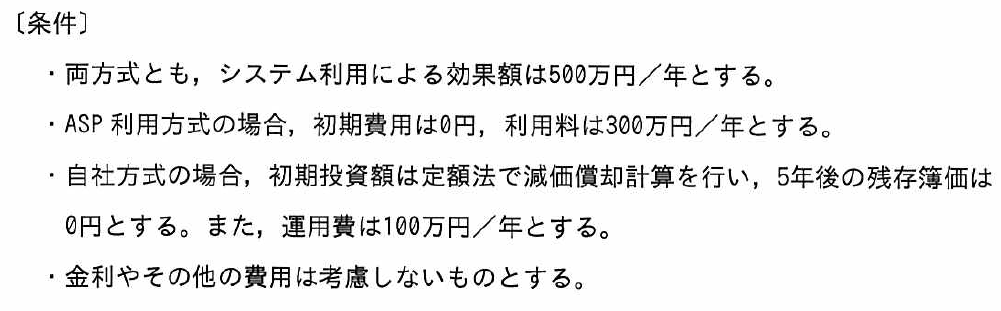 〔条件〕
・両方式とも，システム利用による効果額は500万円／年とする。
・ASP 利用方式の場合，初期費用は0円，利用料は300万円／年とする。
・自社方式の場合，初期投資額は定額法で減価償却計算を行い，5年後の残存簿価は
0円とする。また，運用費は100万円／年とする。
・金利やその他の費用は考慮しないものとする。